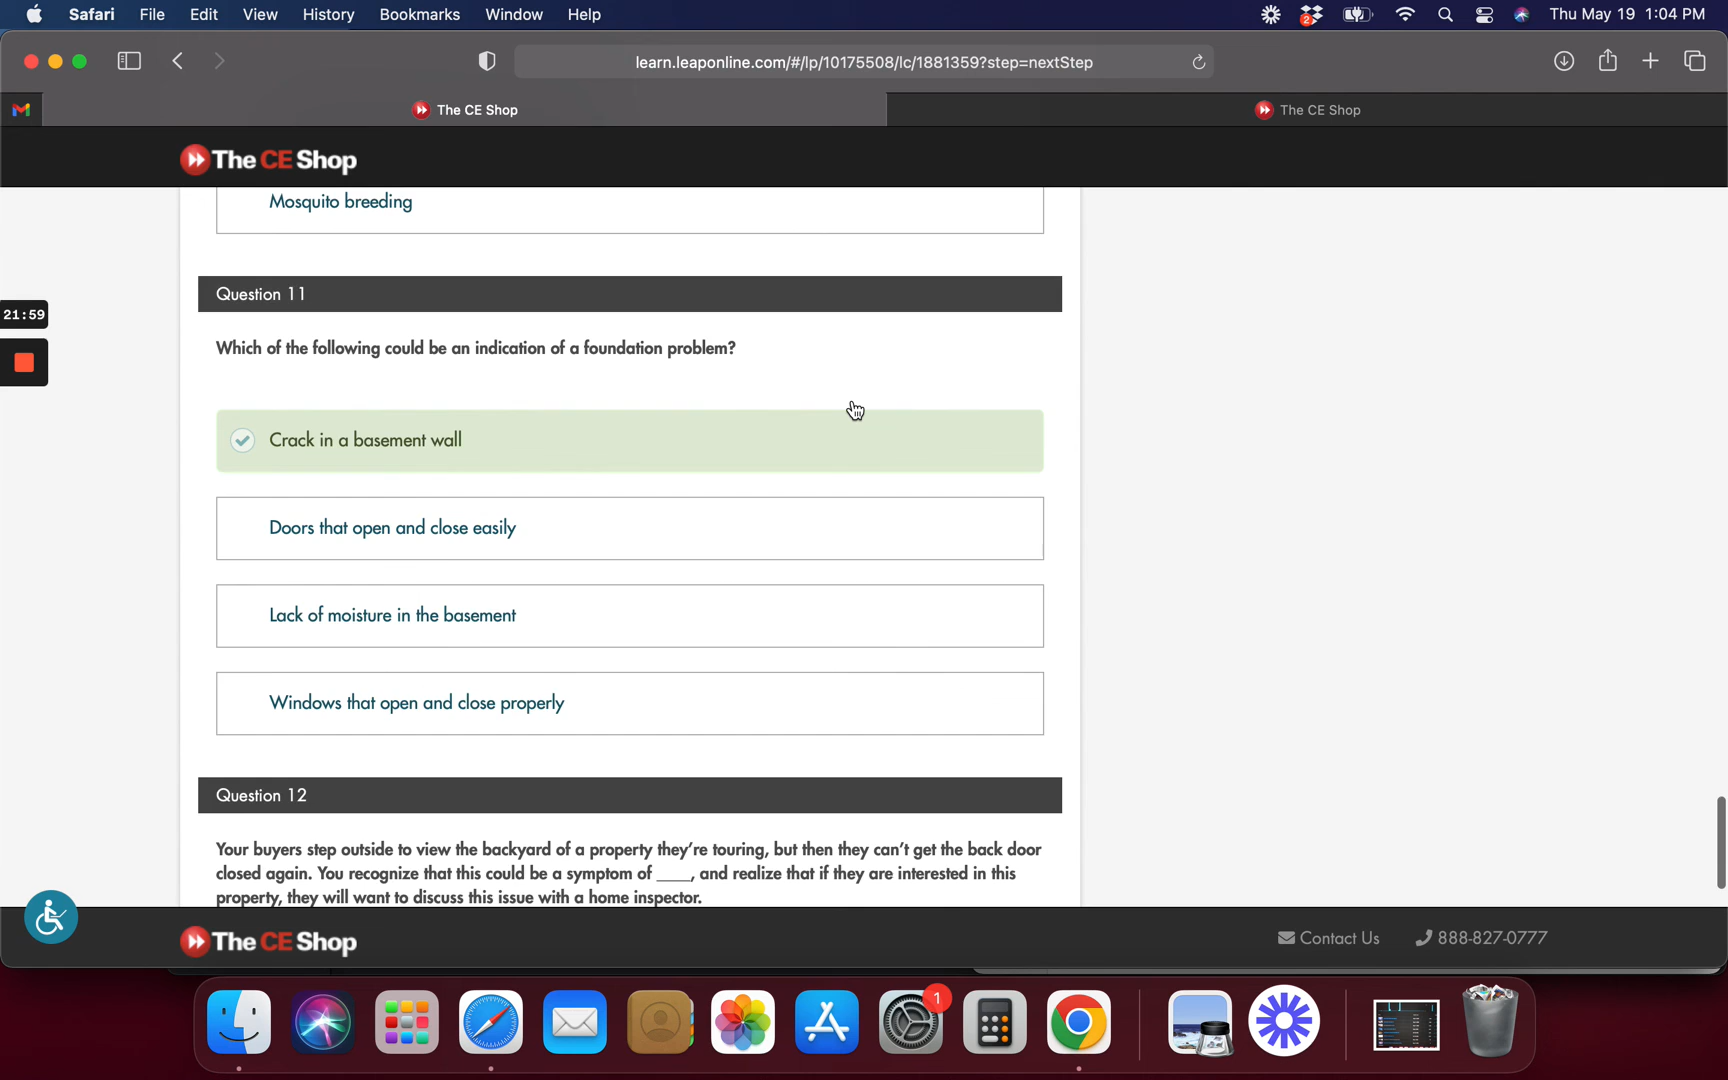 Safari File Edit View History Bookmarks Window Help
2
Thu May 19 1:04 PM
learn.leaponline.com/#/lp/10175508/lc/1881359?step=nextStep
The CE Shop
The CE Shop
The CE Shop
Mosquito breeding
Question 11
21:59
Which of the following could be an indication of a foundation problem?
Crack in a basement wall
Doors that open and close easily
Lack of moisture in the basement
Windows that open and close properly
Question 12
Your buyers step outside to view the backyard of a property they're touring, but then they can't get the back door
closed again. You recognize that this could be a symptom of ____, and realize that if they are interested in this
property, they will want to discuss this issue with a home inspector.
The CE Shop
Contact Us
888-827-0777
1